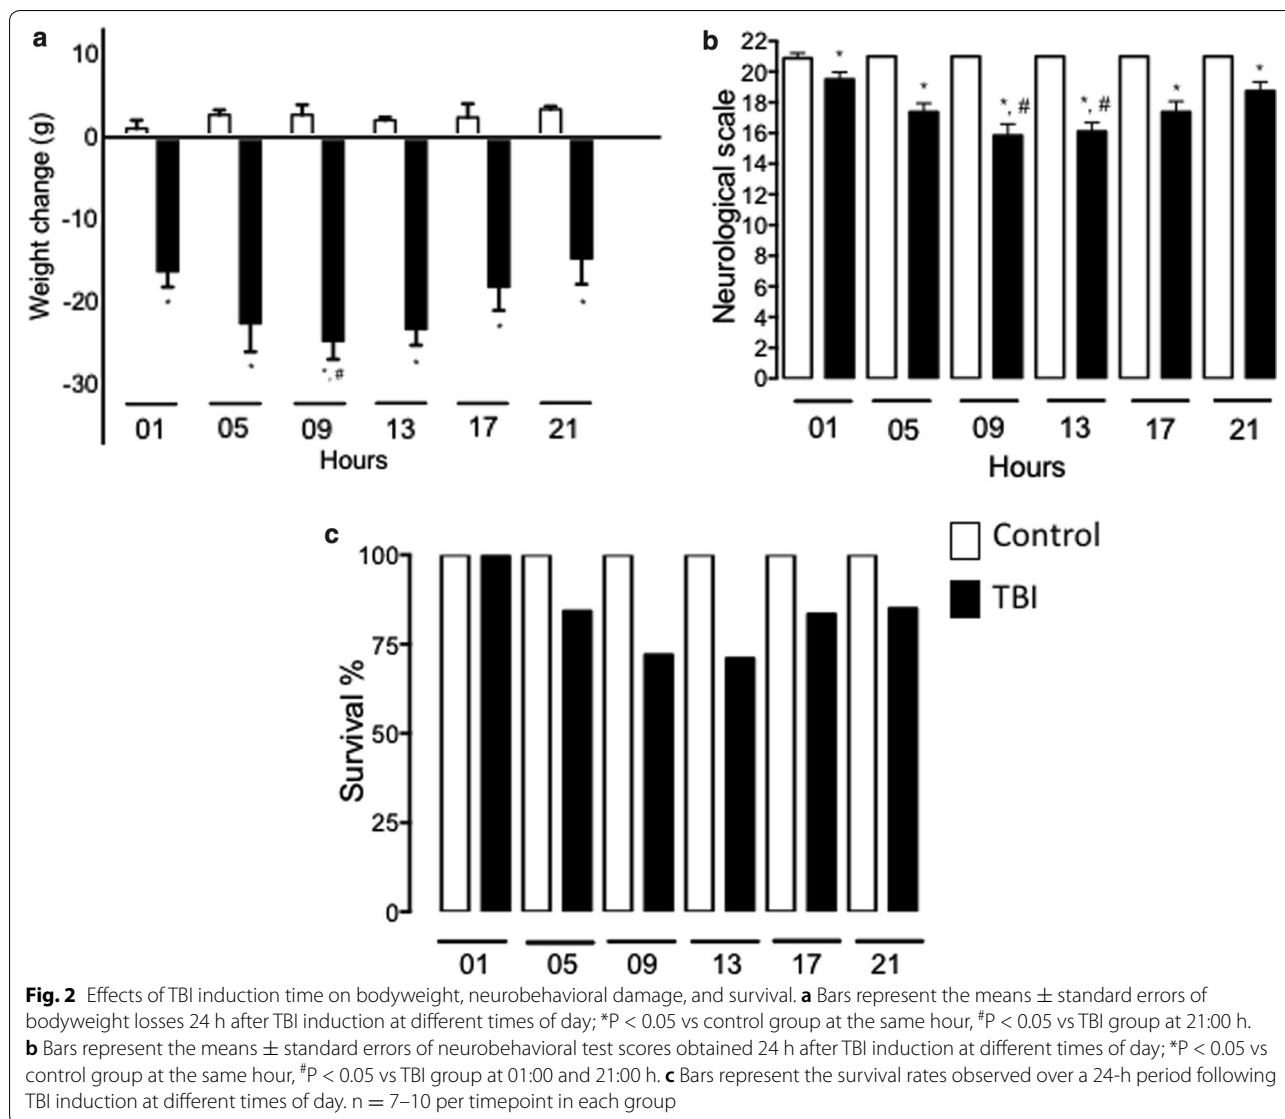 a
Weight change (g)
10
0
-10
-20
-30
*
*
*, #
*
*
*
01 05 09 13 17 21
Hours
b
Neurological scale
22
20
18
16
14
12
10
8
6
4
2
0
*
*
*, #
*, #
*
*
01 05 09 13 17 21
Hours
c
Survival %
100
75
50
25
0
01 05 09 13 17 21
Control
TBI
Fig. 2 Effects of TBI induction time on bodyweight, neurobehavioral damage, and survival. a Bars represent the means ± standard errors of
bodyweight losses 24 h after TBI induction at different times of day; *P < 0.05 vs control group at the same hour, #P < 0.05 vs TBI group at 21:00 h.
b Bars represent the means ± standard errors of neurobehavioral test scores obtained 24 h after TBI induction at different times of day; *P < 0.05 vs
control group at the same hour, #P < 0.05 vs TBI group at 01:00 and 21:00 h. c Bars represent the survival rates observed over a 24-h period following
TBI induction at different times of day. n = 7–10 per timepoint in each group